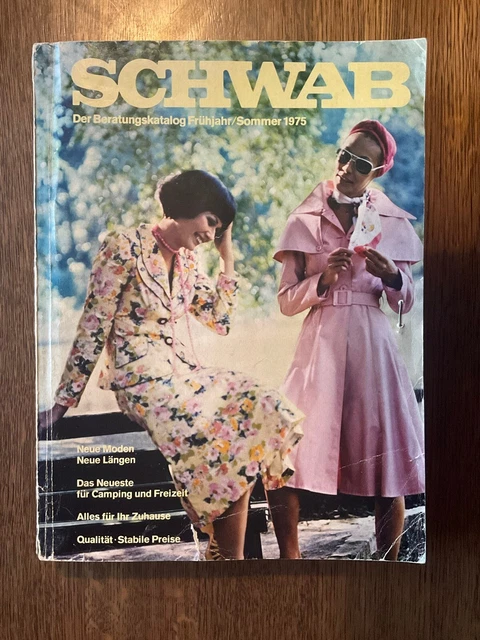 SCHWAB
Der Beratungskatalog Frühjahr/Sommer 1975
Neue Moden
Neue Längen
Das Neueste
für Camping und Freizeit
Alles für Ihr Zuhause
Qualität · Stabile Preise